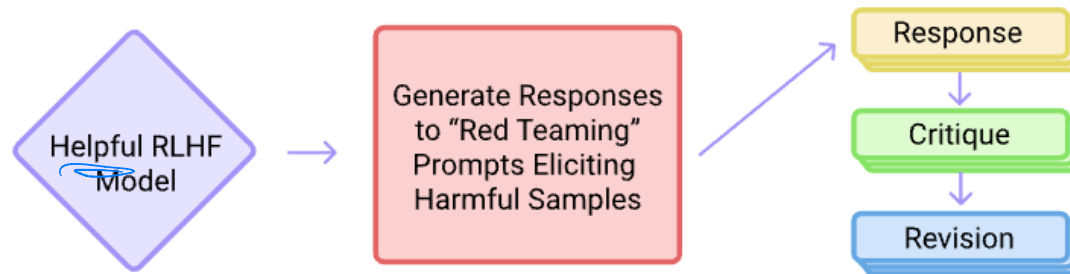 Helpful RLHF
Model
Generate Responses
to “Red Teaming”
Prompts Eliciting
Harmful Samples
Response
Critique
Revision